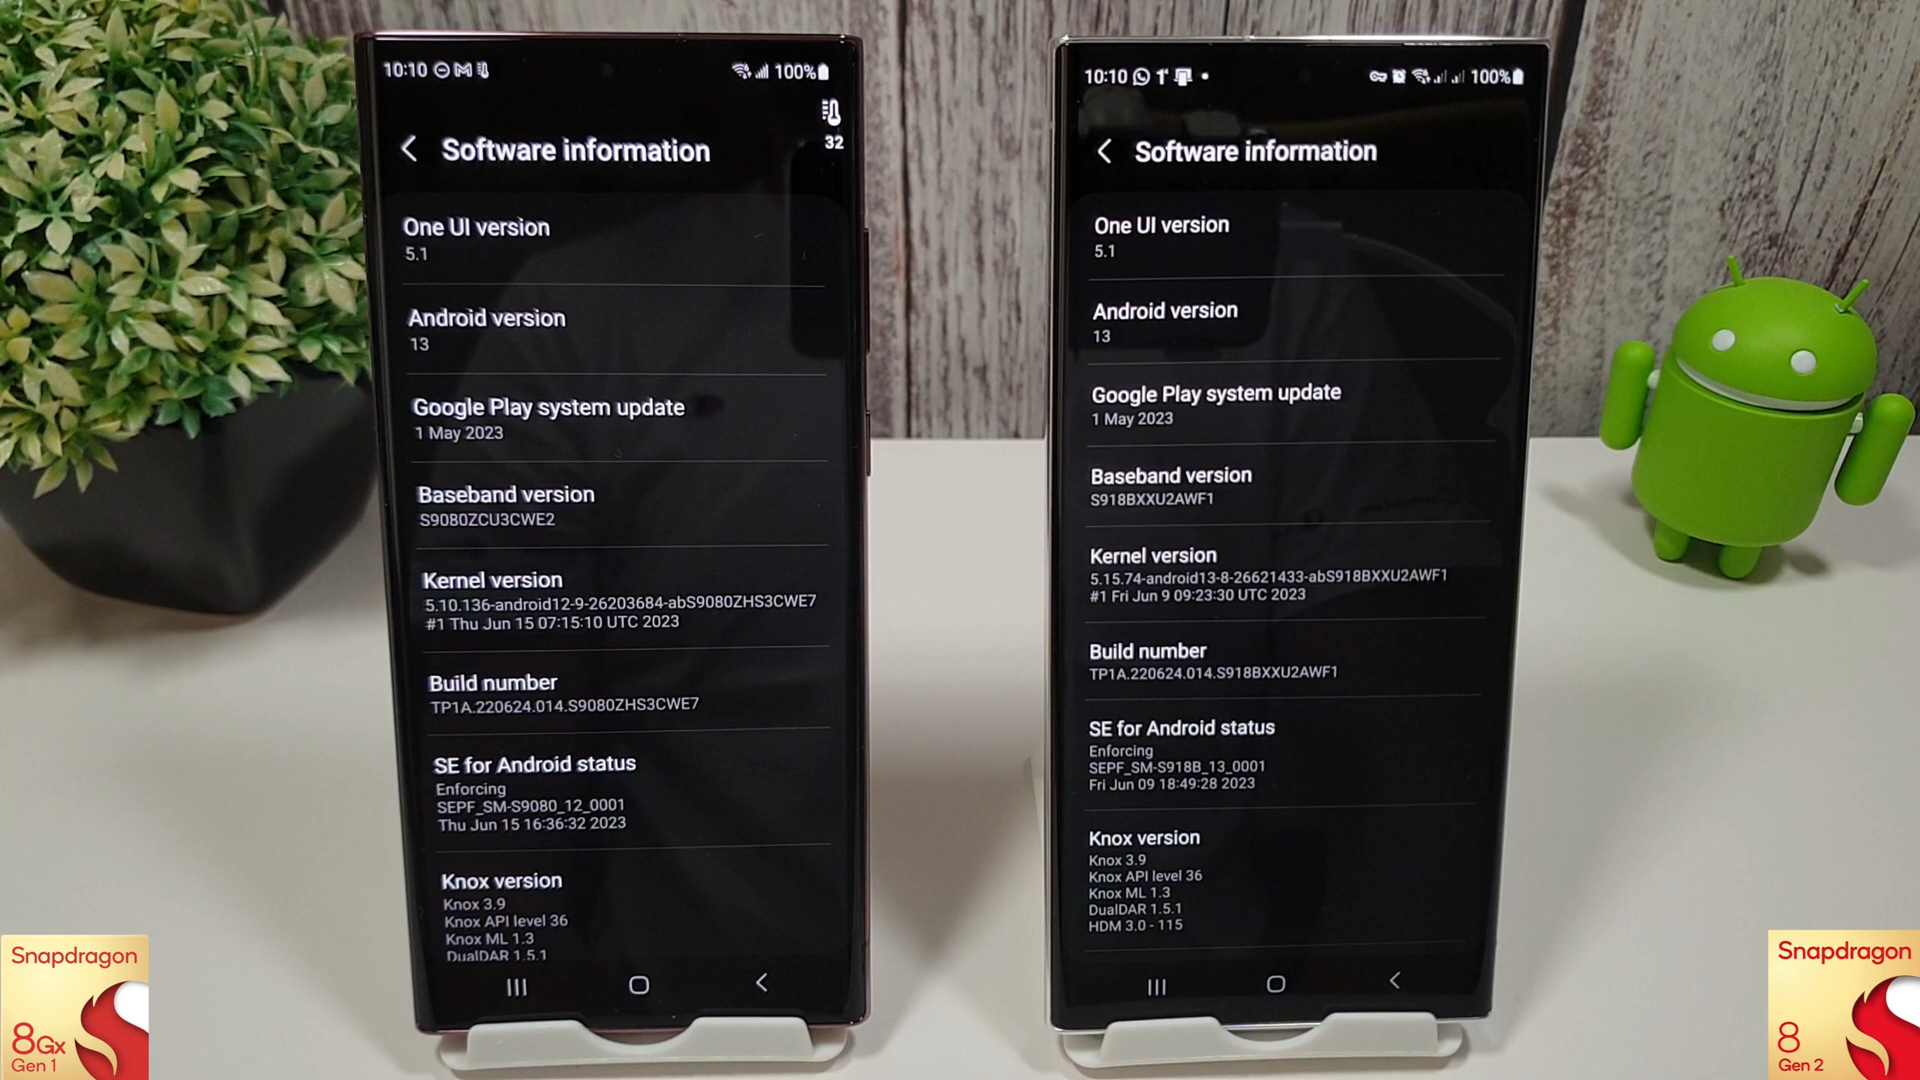 10:10 100%
32
Software information
One UI version
5.1
Android version
13
Google Play system update
1 May 2023
Baseband version
S9080ZCU3CWE2
Kernel version
5.10.136-android12-9-26203684-abS9080ZHS3CWE7
#1 Thu Jun 15 07:15:10 UTC 2023
Build number
TP1A.220624.014.S9080ZHS3CWE7
SE for Android status
Enforcing
SEPF_SM-S9080_12_0001
Thu Jun 15 16:36:32 2023
Knox version
Knox 3.9
Knox API level 36
Knox ML 1.3
DualDAR 1.5.1
10:10 100%
Software information
One UI version
5.1
Android version
13
Google Play system update
1 May 2023
Baseband version
S918BXXU2AWF1
Kernel version
5.15.74-android13-8-26621433-abS918BXXU2AWF1
#1 Fri Jun 9 09:23:30 UTC 2023
Build number
TP1A.220624.014.S918BXXU2AWF1
SE for Android status
Enforcing
SEPF_SM-S918B_13_0001
Fri Jun 09 18:49:28 2023
Knox version
Knox 3.9
Knox API level 36
Knox ML 1.3
DualDAR 1.5.1
HDM 3.0 - 115
Snapdragon
8Gx
Gen 1
Snapdragon
8
Gen 2